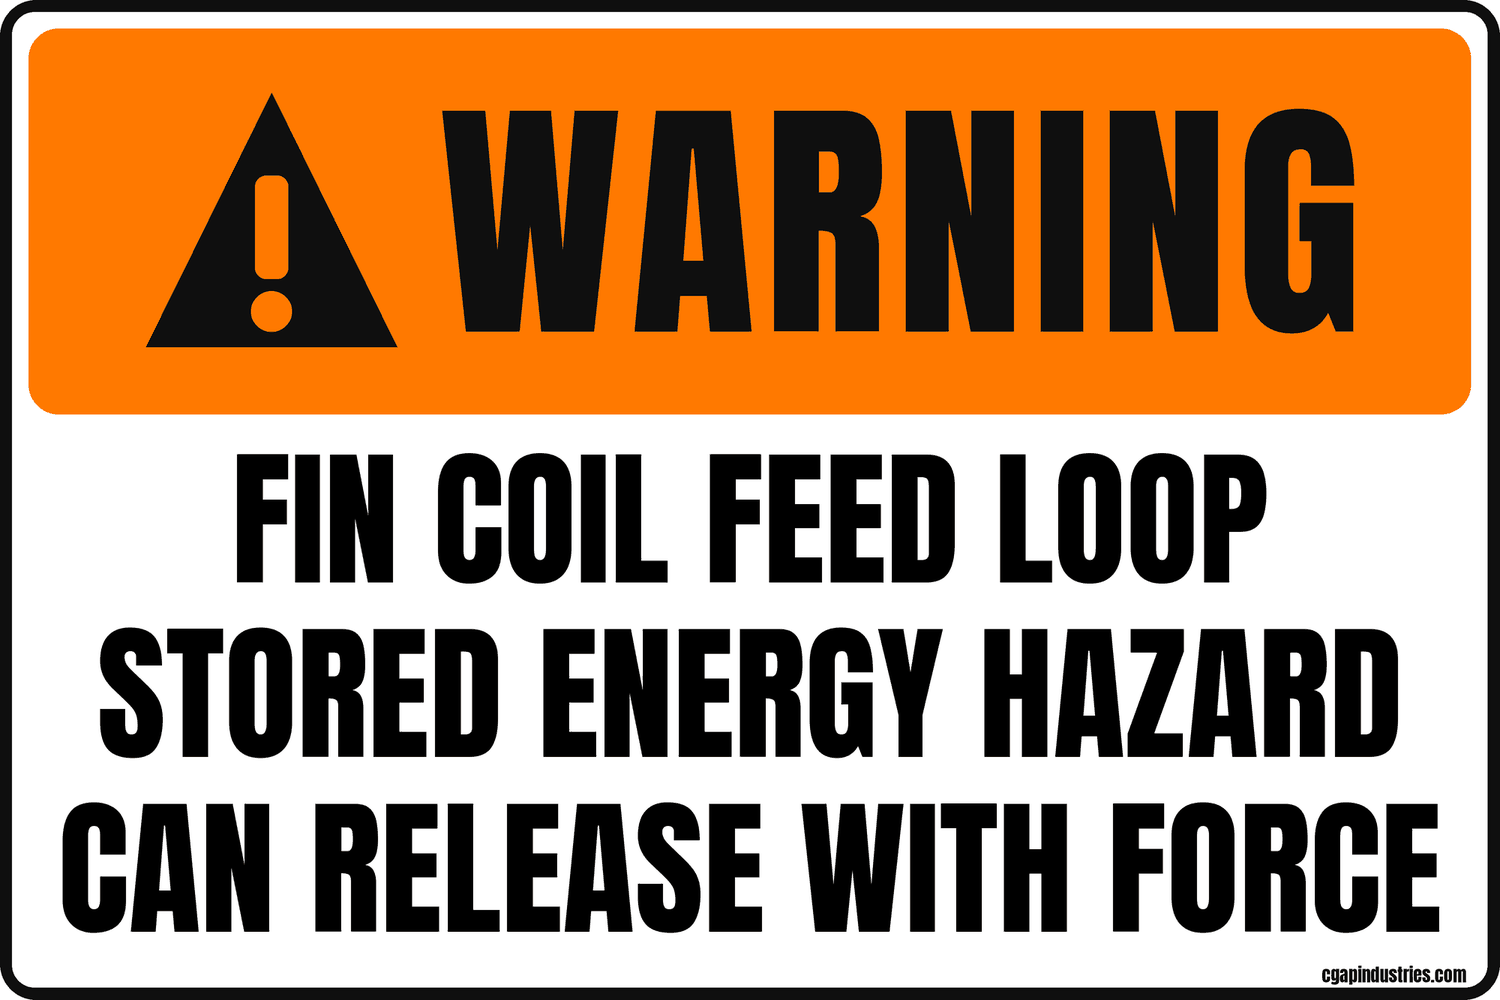 WARNING
FIN COIL FEED LOOP
STORED ENERGY HAZARD
CAN RELEASE WITH FORCE
cgapindustries.com